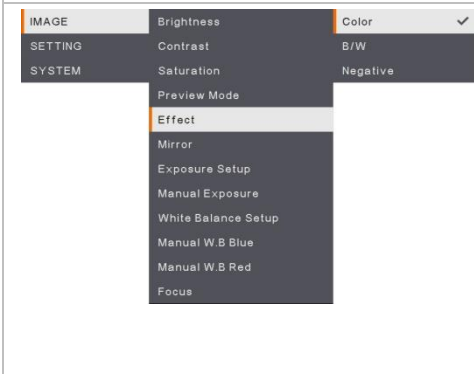 IMAGE
SETTING
SYSTEM
Brightness
Contrast
Saturation
Preview Mode
Effect
Mirror
Exposure Setup
Manual Exposure
White Balance Setup
Manual W.B Blue
Manual W.B Red
Focus
Color
B/W
Negative